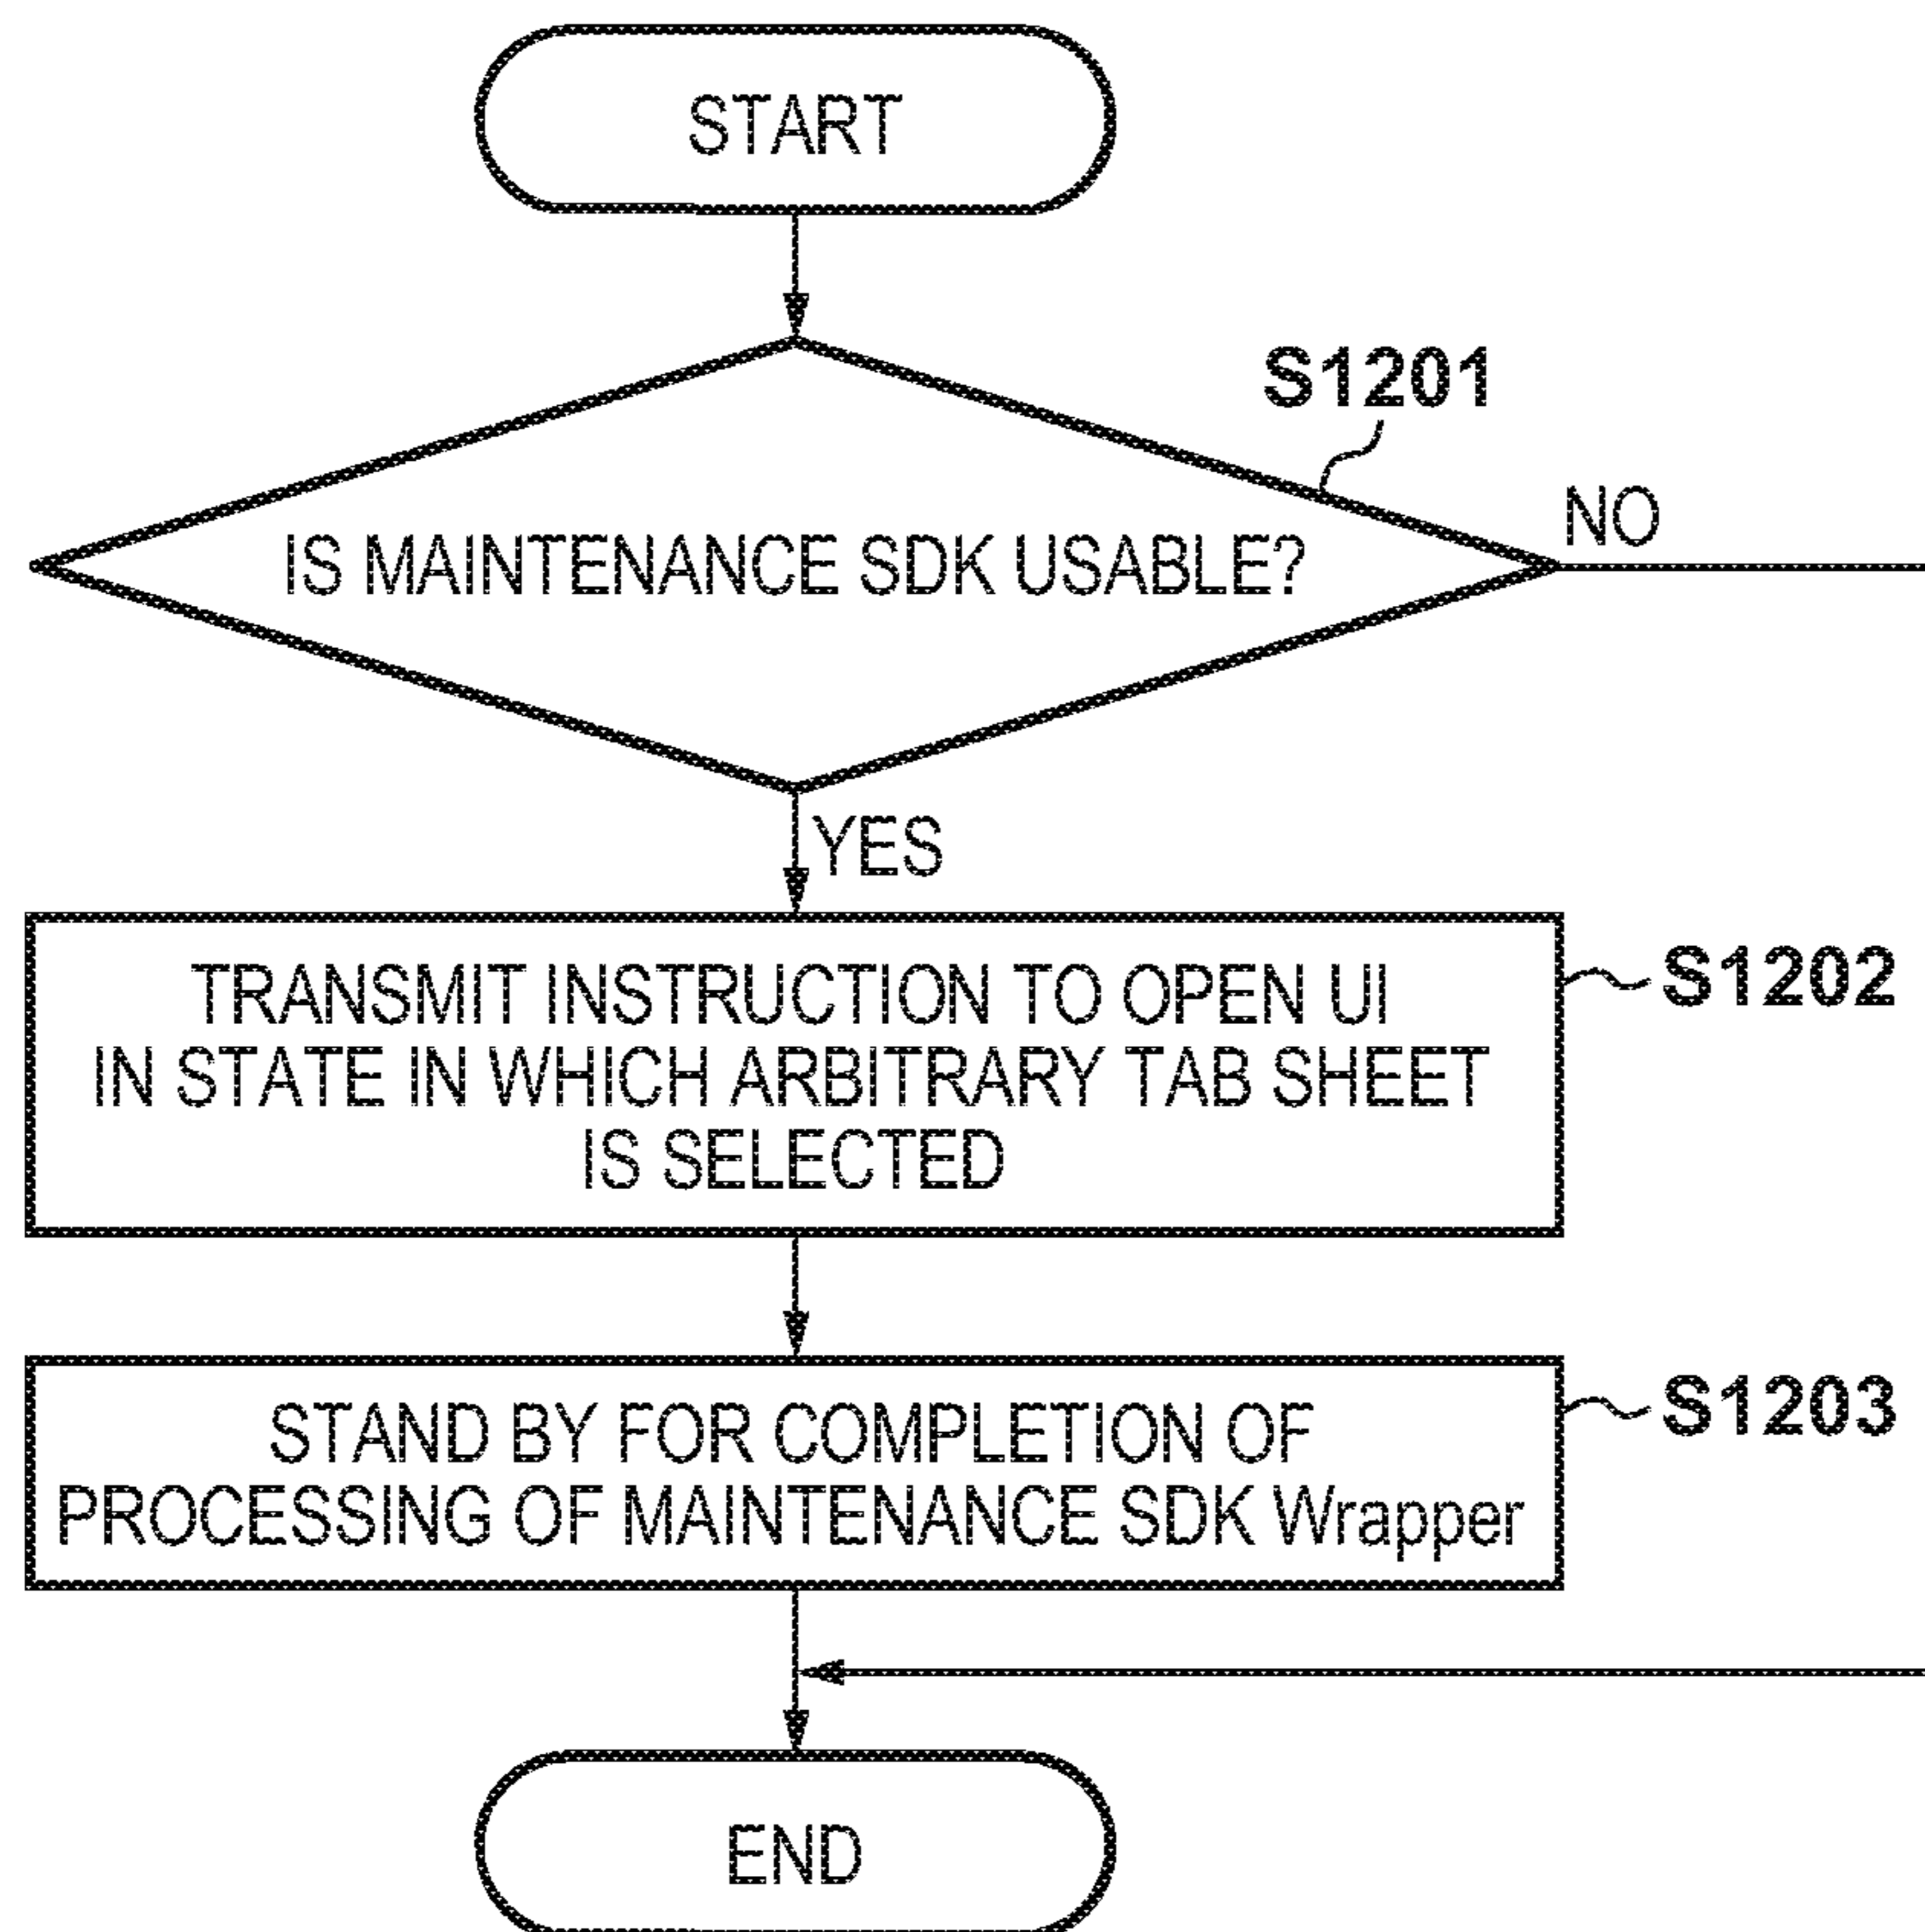 START
S1201
NO
IS MAINTENANCE SDK USABLE?
YES
TRANSMIT INSTRUCTION TO OPEN UI
IN STATE IN WHICH ARBITRARY TAB SHEET
IS SELECTED
S1202
STAND BY FOR COMPLETION OF
PROCESSING OF MAINTENANCE SDK Wrapper
S1203
END